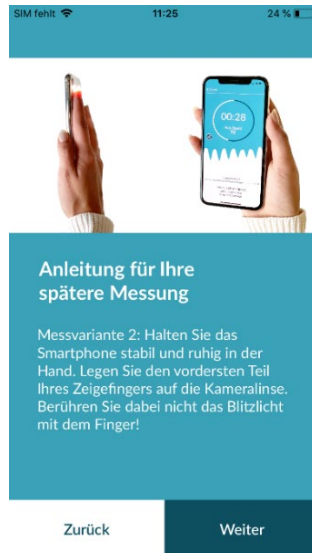 SIM fehlt 11:25 24 %
00:28
Anleitung für Ihre
spätere Messung
Messvariante 2: Halten Sie das
Smartphone stabil und ruhig in der
Hand. Legen Sie den vordersten Teil
Ihres Zeigefingers auf die Kameralinse.
Berühren Sie dabei nicht das Blitzlicht
mit dem Finger!
Zurück Weiter